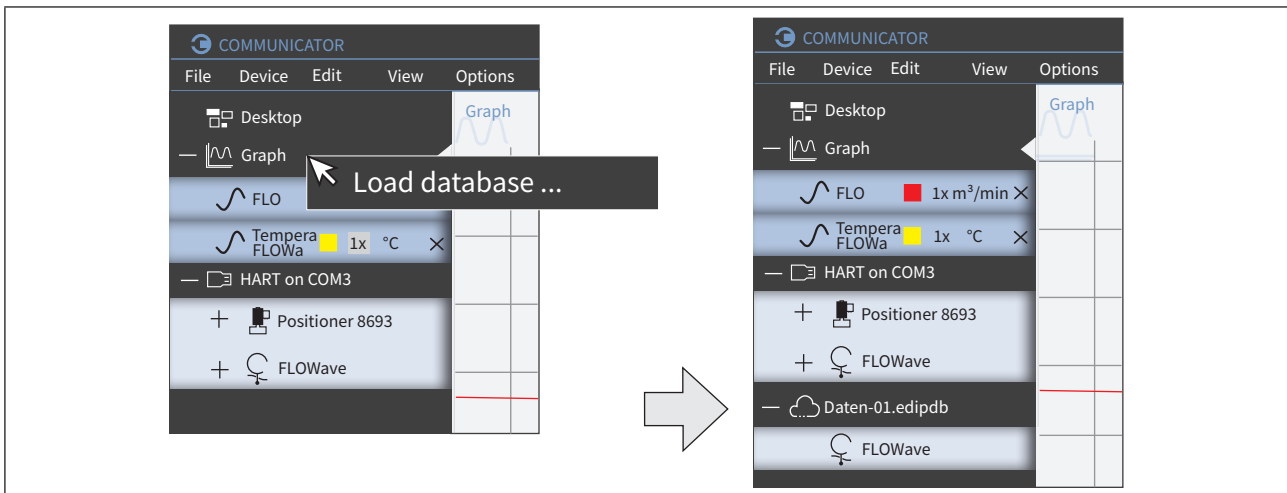 COMMUNICATOR
File Device Edit View Options
Desktop
Graph
Graph
Load database ...
FLO
Tempera
FLOWa
1x °C
HART on COM3
Positioner 8693
FLOWave
COMMUNICATOR
File Device Edit View Options
Desktop
Graph
Graph
FLO 1x m³/min
Tempera
FLOWa
1x °C
HART on COM3
Positioner 8693
FLOWave
Daten-01.edipdb
FLOWave